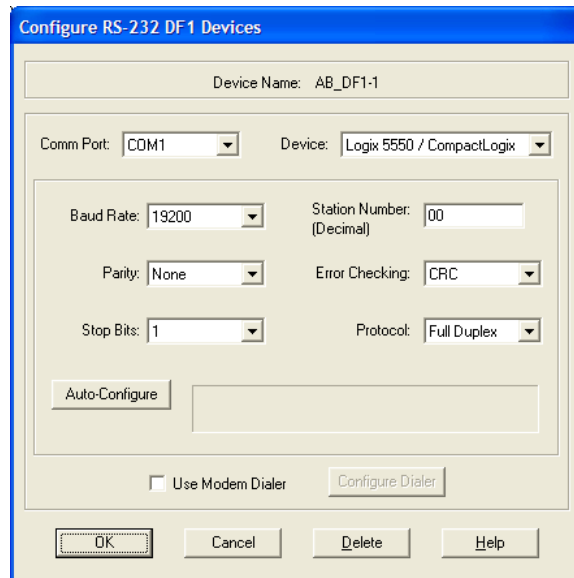 Configure RS-232 DF1 Devices
Device Name: AB_DF1-1
Comm Port: COM1 Device: Logix 5550 / CompactLogix
Baud Rate: 19200 Station Number: 00
(Decimal)
Parity: None Error Checking: CRC
Stop Bits: 1 Protocol: Full Duplex
Auto-Configure
Use Modem Dialer Configure Dialer
OK Cancel Delete Help